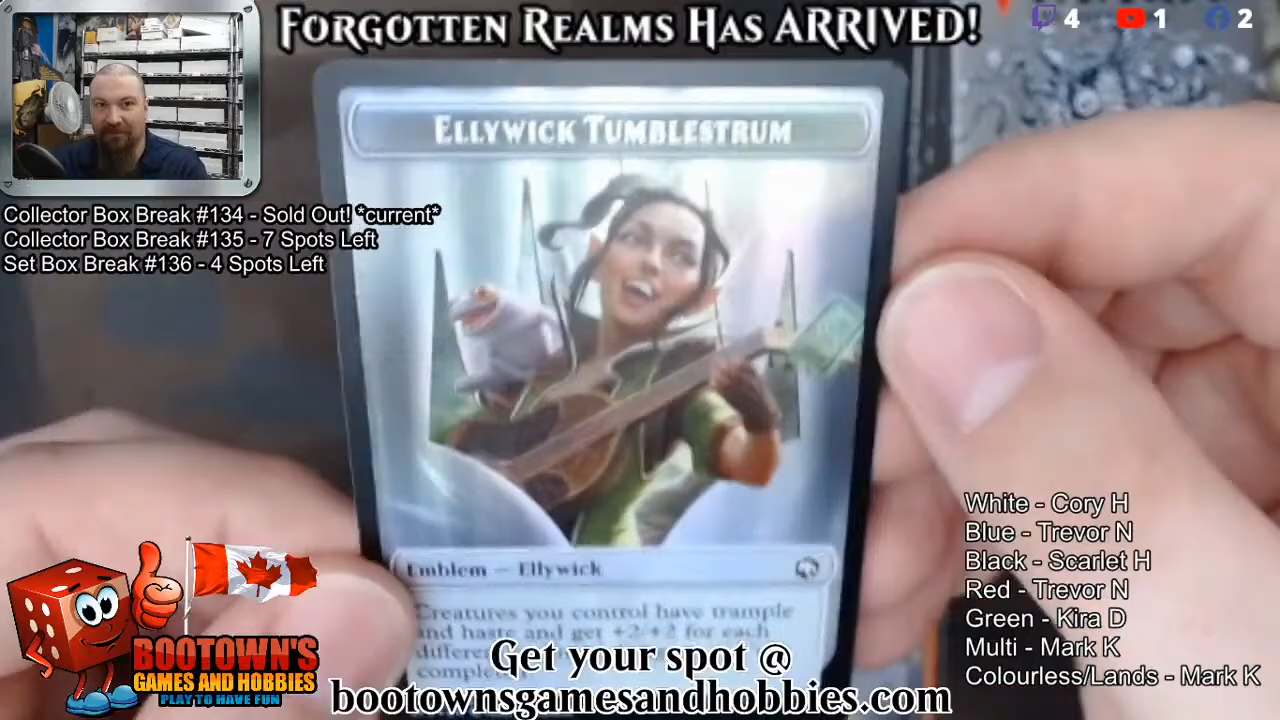 FORGOTTEN REALMS HAS ARRIVED!
4 1 2
ELLYWICK TUMBLESTRUM
Collector Box Break #134 - Sold Out! *current*
Collector Box Break #135 - 7 Spots Left
Set Box Break #136 - 4 Spots Left
White - Cory H
Blue - Trevor N
Black - Scarlet H
Red - Trevor N
Green - Kira D
Multi - Mark K
Colourless/Lands - Mark K
Emblem — Ellywick
Creatures you control have trample
and haste and get +2/+2 for each
Get your spot @
bootownsgamesandhobbies.com
BOOTOWN'S
GAMES AND HOBBIES
PLAY TO HAVE FUN